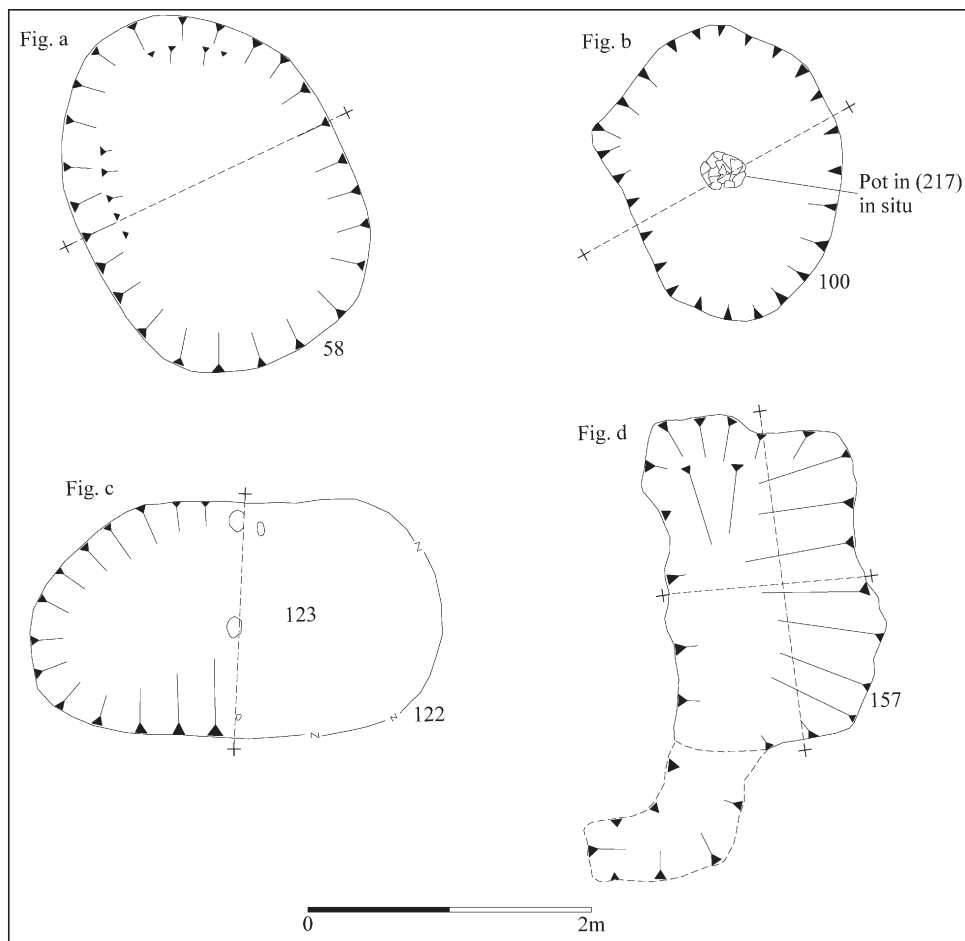 Fig. a
Fig. b
Pot in (217)
in situ
100
58
Fig. d
Fig. c
123
122
157
0
2m